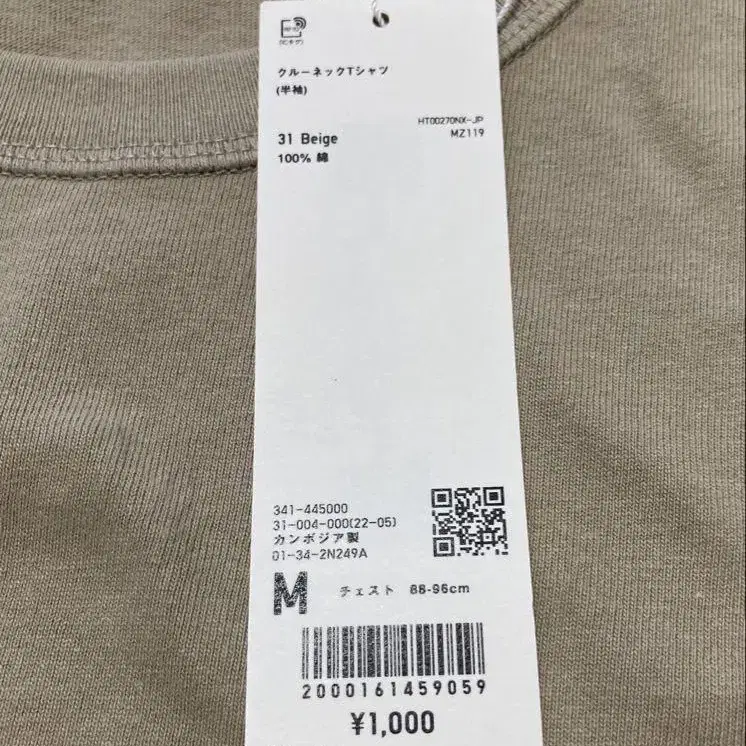 クルーネックTシャツ
(半袖)
HT00270NX-JP
31 Beige
MZ119
100% 綿
341-445000
31-004-000(22-05)
カンボジア製
01-34-2N249A
M チェスト 88-96cm
2000161459059
¥1,000